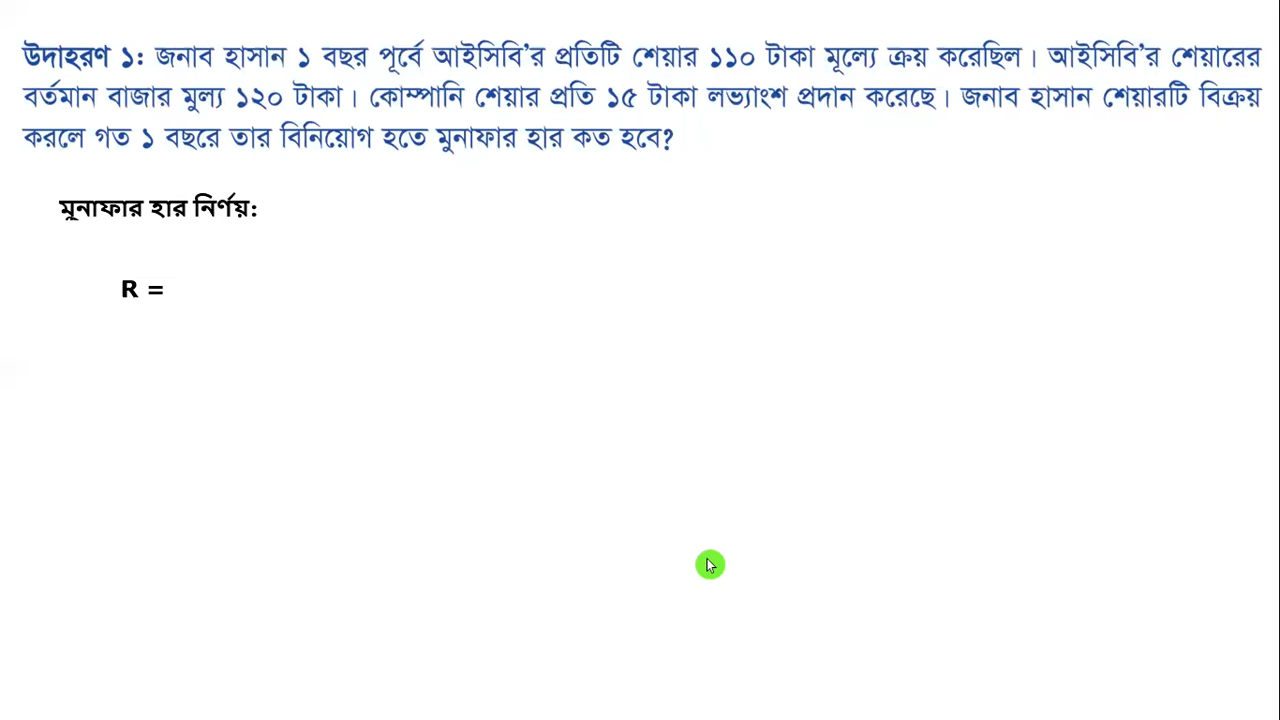 উদাহরণ ১: জনাব হাসান ১ বছর পূর্বে আইসিবি’র প্রতিটি শেয়ার ১১০ টাকা মূল্যে ক্রয় করেছিল। আইসিবি’র শেয়ারের
বর্তমান বাজার মুল্য ১২০ টাকা। কোম্পানি শেয়ার প্রতি ১৫ টাকা লভ্যাংশ প্রদান করেছে। জনাব হাসান শেয়ারটি বিক্রয়
করলে গত ১ বছরে তার বিনিয়োগ হতে মুনাফার হার কত হবে?
মুনাফার হার নির্ণয়:
R =